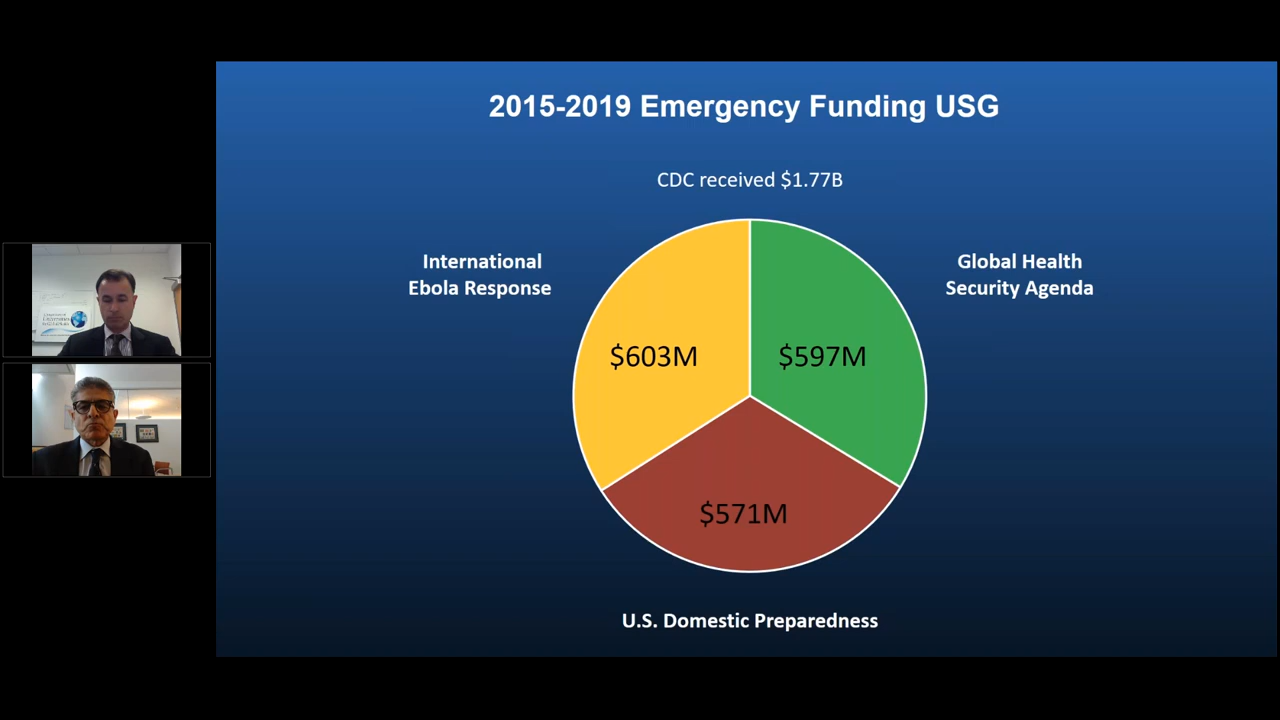 2015-2019 Emergency Funding USG
CDC received $1.77B
International
Ebola Response
Global Health
Security Agenda
$603M
$597M
$571M
U.S. Domestic Preparedness